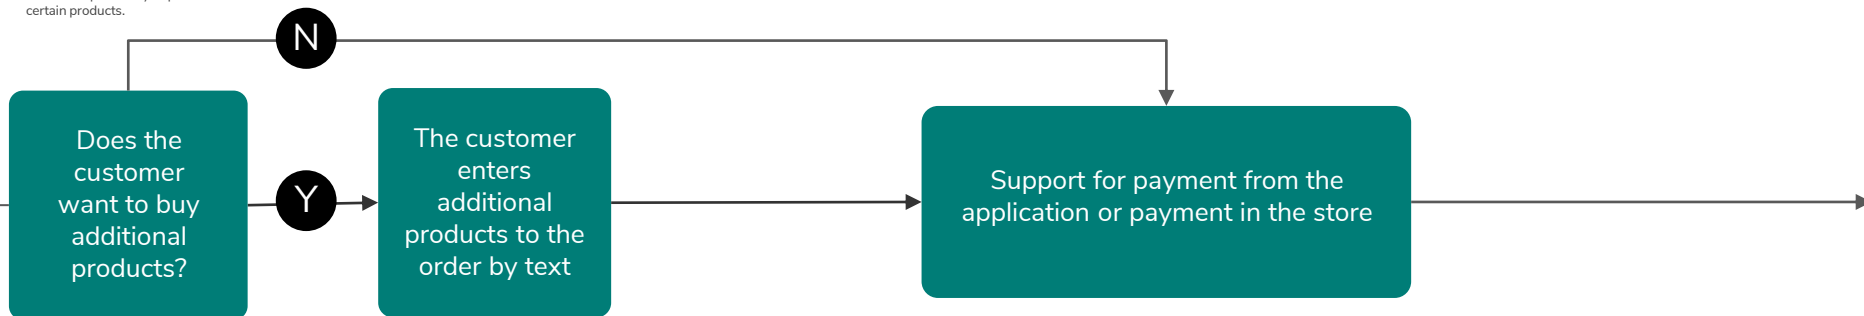 certain products.
N
Does the
customer
want to buy
additional
products?
Y
The customer
enters
additional
products to the
order by text
Support for payment from the
application or payment in the store